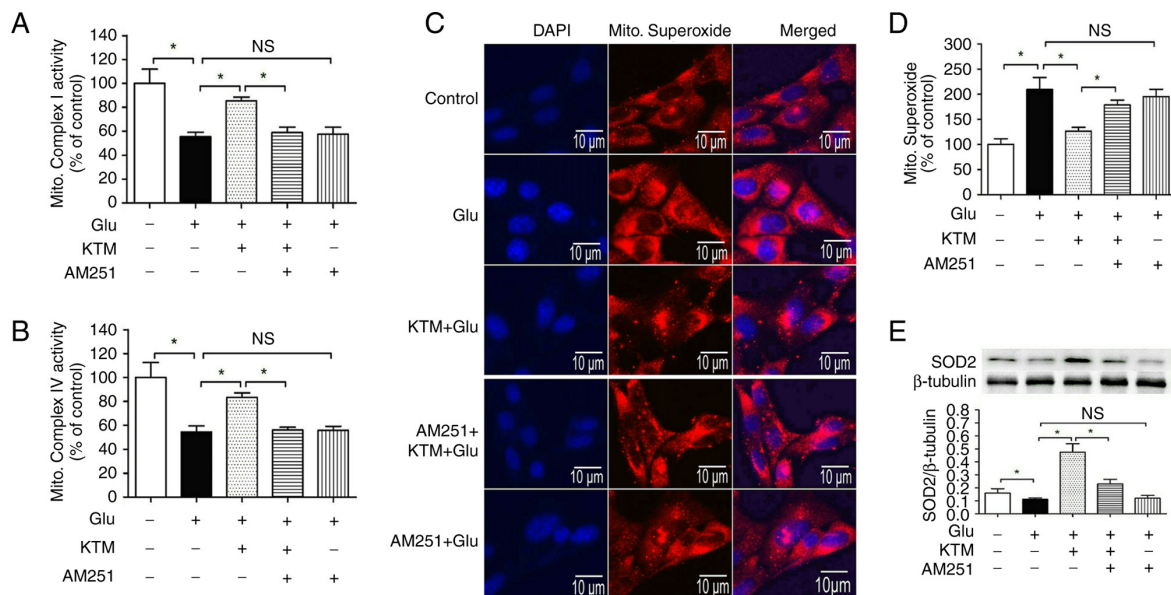 A
Mito. Complex I activity
(% of control)
140
120
100
80
60
40
20
0
*
*
*
NS
Glu − + + + +
KTM − − + + −
AM251 − − − + +
B
Mito. Complex IV activity
(% of control)
140
120
100
80
60
40
20
0
*
*
*
NS
Glu − + + + +
KTM − − + + −
AM251 − − − + +
C
DAPI Mito. Superoxide Merged
Control
10 μm 10 μm 10 μm
Glu
10 μm 10 μm 10 μm
KTM+Glu
10 μm 10 μm 10 μm
AM251+
KTM+Glu
10 μm 10 μm 10 μm
AM251+Glu
10 μm 10 μm 10μm
D
Mito. Superoxide
(% of control)
300
250
200
150
100
50
0
*
*
*
NS
Glu − + + + +
KTM − − + + −
AM251 − − − + +
E
SOD2
β-tubulin
SOD2/β-tubulin
0.8
0.7
0.6
0.5
0.4
0.3
0.2
0.1
0.0
*
*
*
NS
Glu − + + + +
KTM − − + + −
AM251 − − − + +